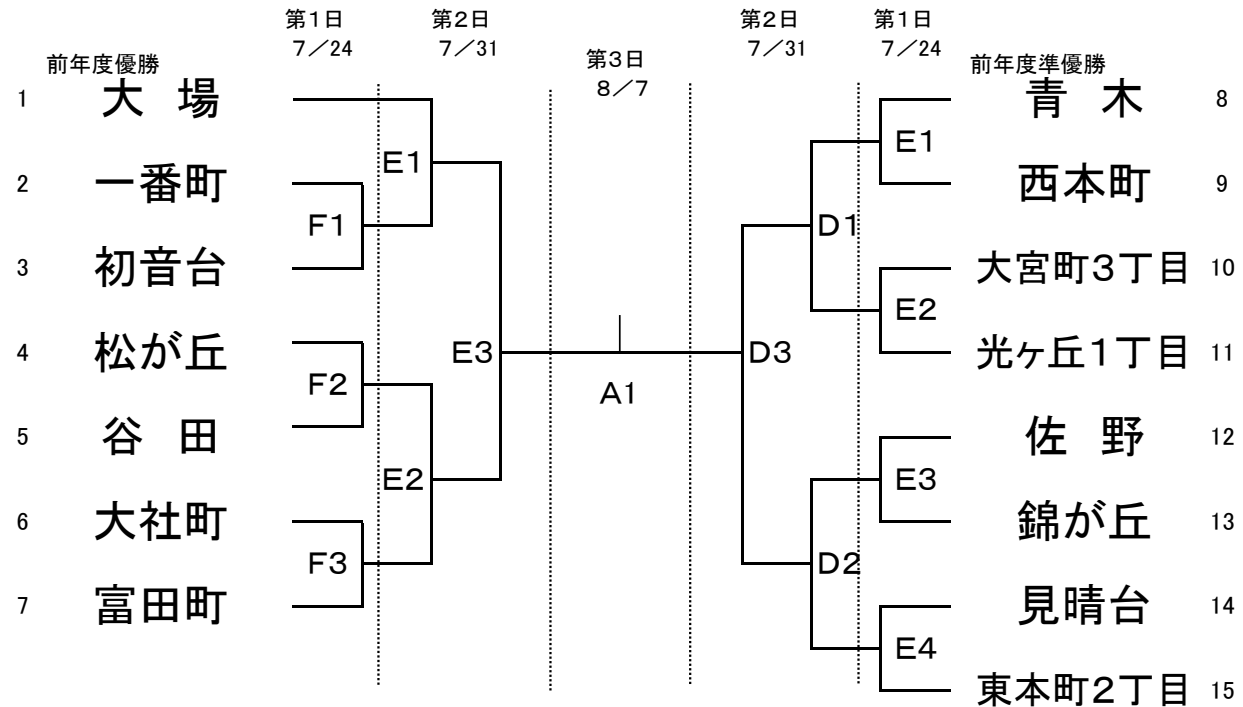 第1日
7／24
第2日
7／31
第3日
8／7
第2日
7／31
第1日
7／24
前年度優勝
前年度準優勝
1 大　場
2 一番町
3 初音台
4 松が丘
5 谷　田
6 大社町
7 富田町
F1
F2
F3
E1
E2
E3
A1
D3
D1
D2
E1
E2
E3
E4
青　木 8
西本町 9
大宮町3丁目 10
光ヶ丘1丁目 11
佐　野 12
錦が丘 13
見晴台 14
東本町2丁目 15